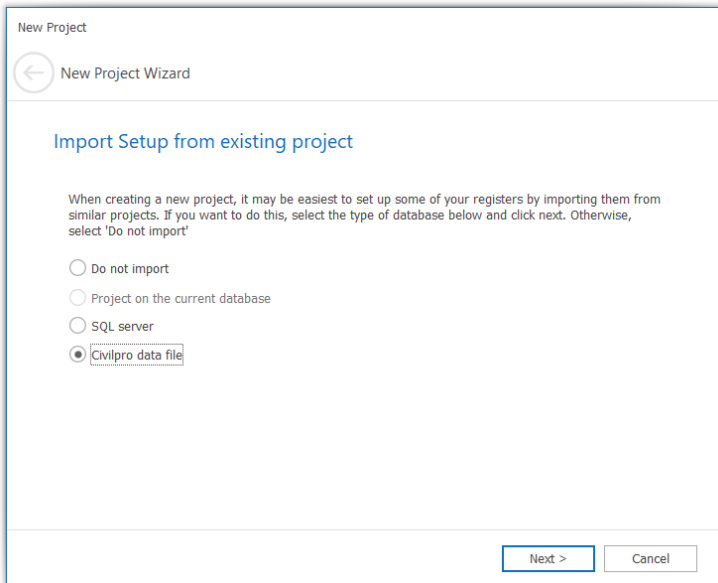 New Project
New Project Wizard
Import Setup from existing project
When creating a new project, it may be easiest to set up some of your registers by importing them from
similar projects. If you want to do this, select the type of database below and click next. Otherwise,
select 'Do not import'
Do not import
Project on the current database
SQL server
Civilpro data file
Next >
Cancel